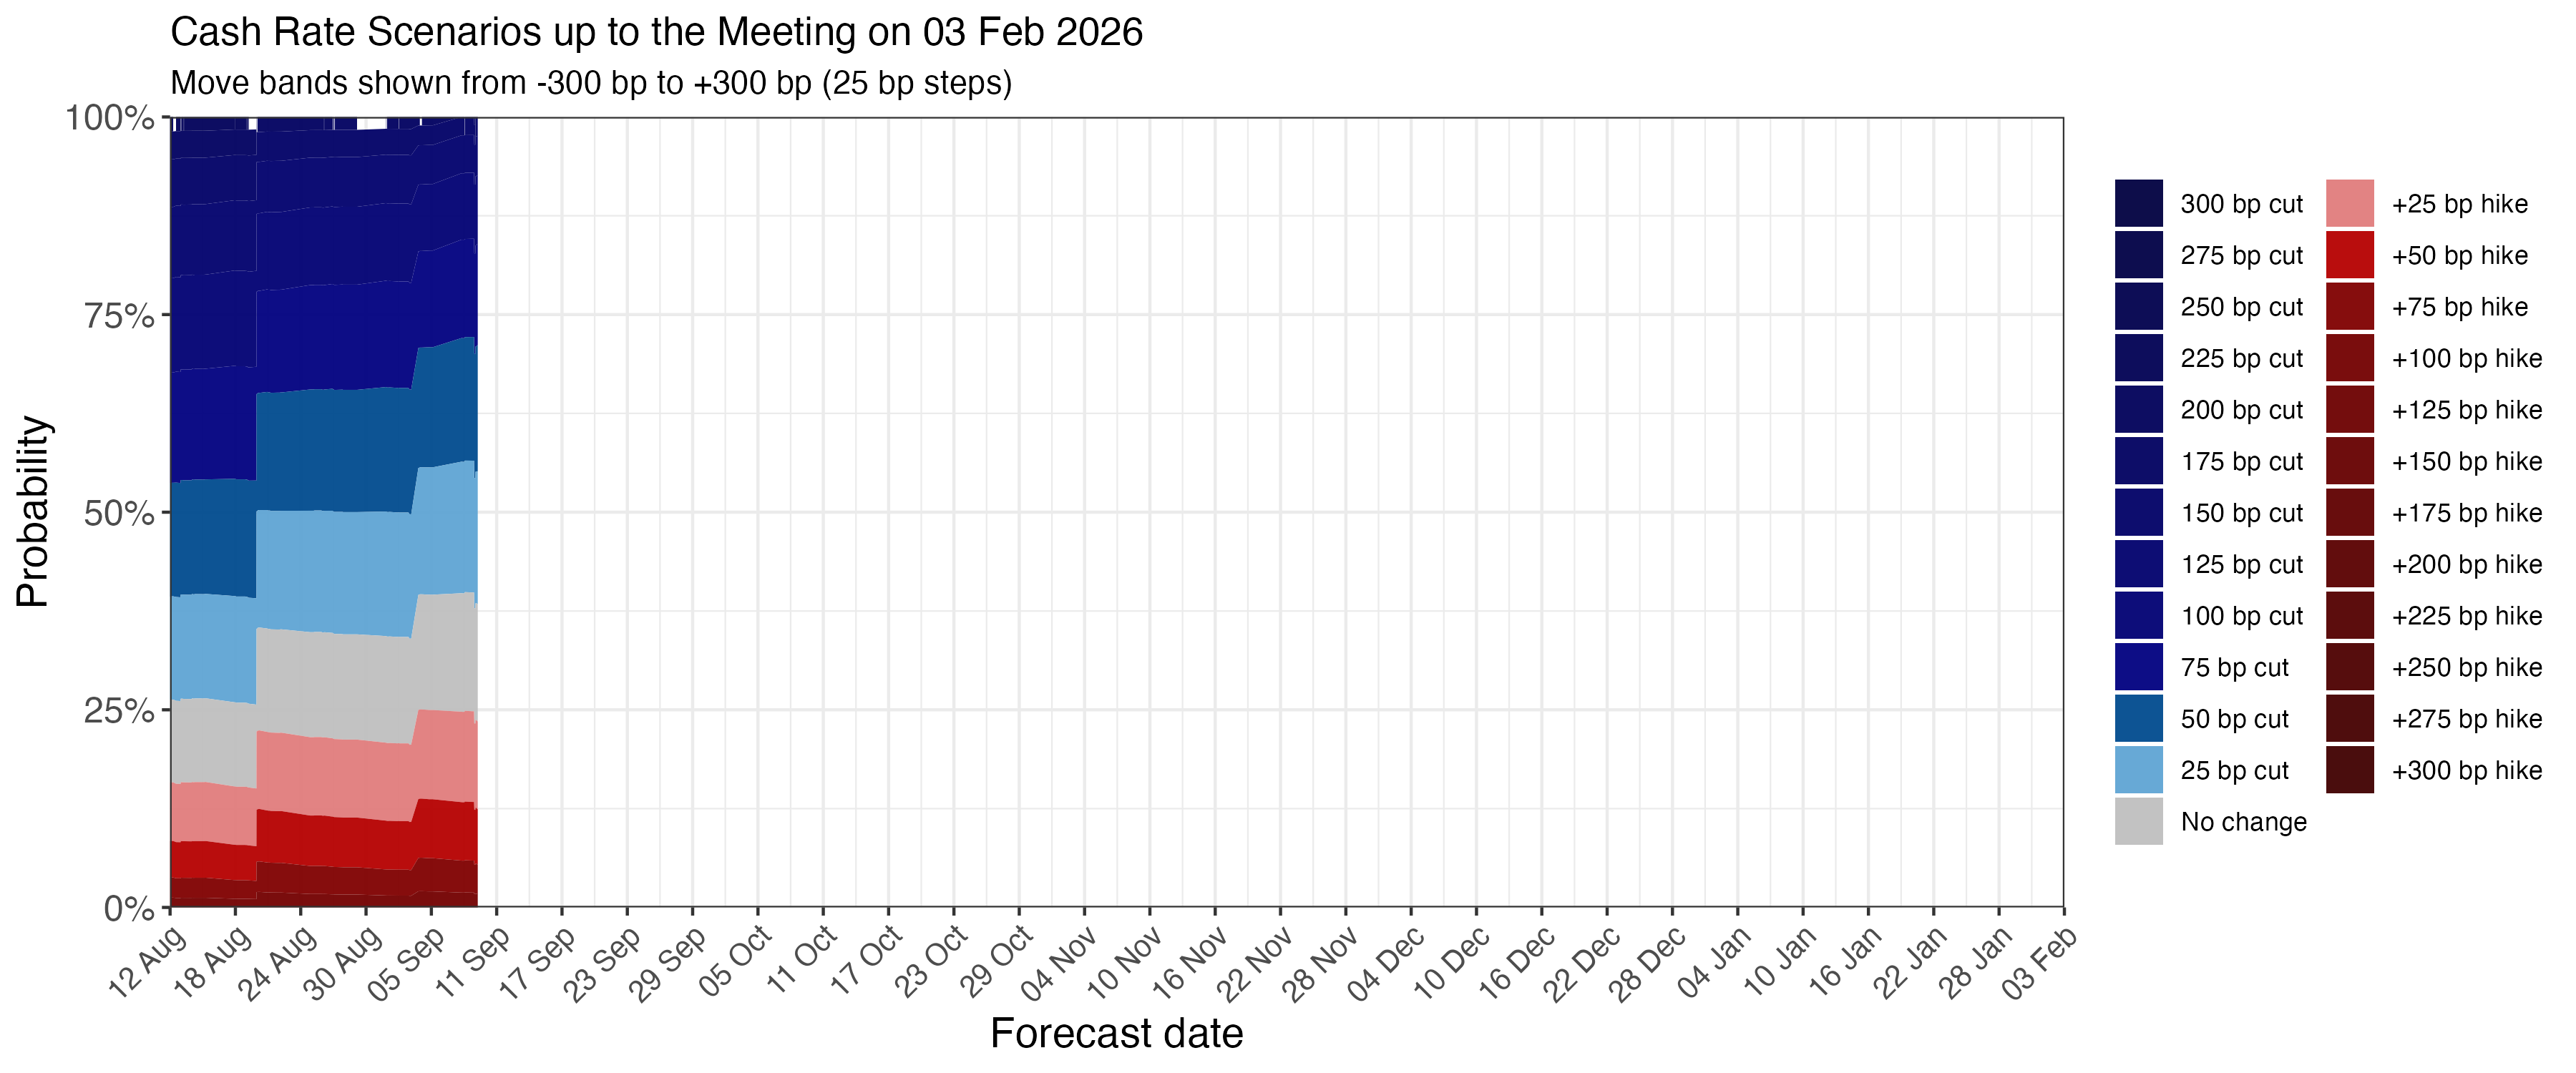 Cash Rate Scenarios up to the Meeting on 03 Feb 2026
Move bands shown from -300 bp to +300 bp (25 bp steps)
Probability
100%
75%
50%
25%
0%
12 Aug
18 Aug
24 Aug
30 Aug
05 Sep
11 Sep
17 Sep
23 Sep
29 Sep
05 Oct
11 Oct
17 Oct
23 Oct
29 Oct
04 Nov
10 Nov
16 Nov
22 Nov
28 Nov
04 Dec
10 Dec
16 Dec
22 Dec
28 Dec
04 Jan
10 Jan
16 Jan
22 Jan
28 Jan
03 Feb
Forecast date
300 bp cut
275 bp cut
250 bp cut
225 bp cut
200 bp cut
175 bp cut
150 bp cut
125 bp cut
100 bp cut
75 bp cut
50 bp cut
25 bp cut
No change
+25 bp hike
+50 bp hike
+75 bp hike
+100 bp hike
+125 bp hike
+150 bp hike
+175 bp hike
+200 bp hike
+225 bp hike
+250 bp hike
+275 bp hike
+300 bp hike